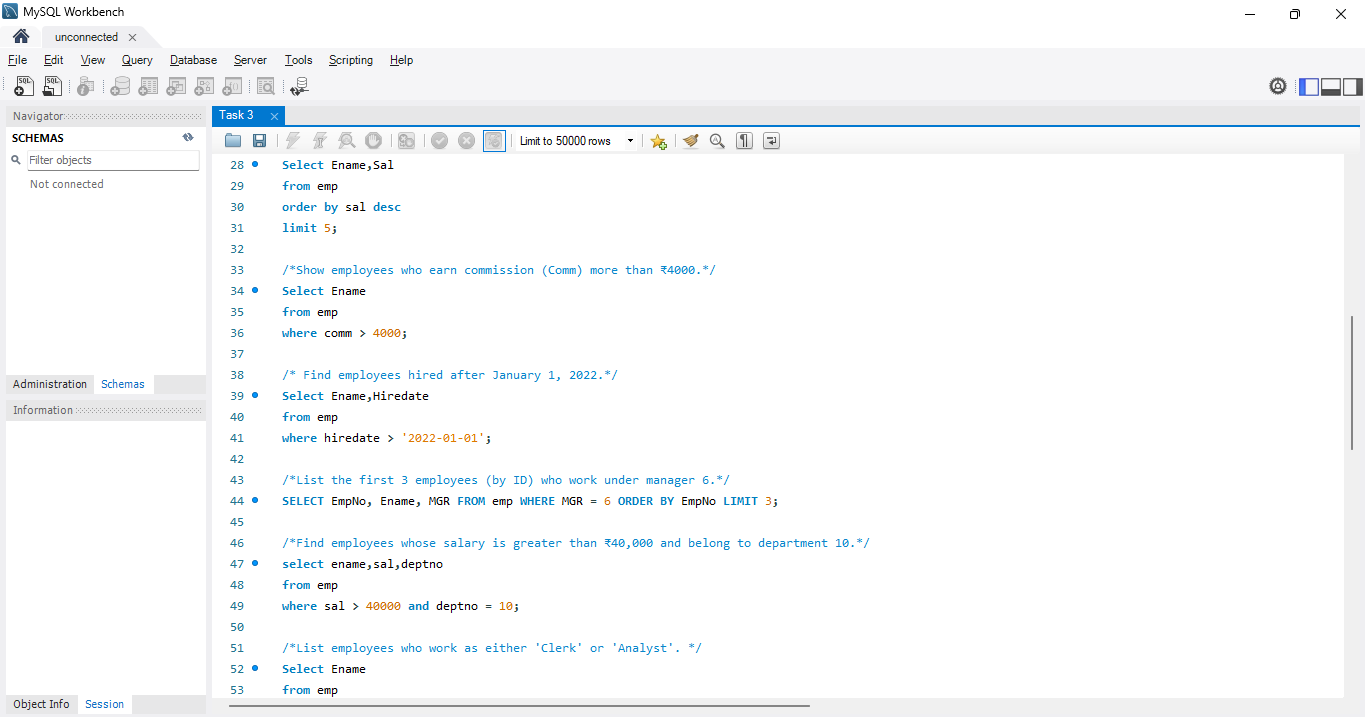 MySQL Workbench
unconnected
File Edit View Query Database Server Tools Scripting Help
Navigator
SCHEMAS
Filter objects
Not connected
Administration Schemas
Information
Object Info Session
Task 3
Limit to 50000 rows
28 Select Ename,Sal
29 from emp
30 order by sal desc
31 limit 5;
32
33 /*Show employees who earn commission (Comm) more than ₹4000.*/
34 Select Ename
35 from emp
36 where comm > 4000;
37
38 /* Find employees hired after January 1, 2022.*/
39 Select Ename,Hiredate
40 from emp
41 where hiredate > '2022-01-01';
42
43 /*List the first 3 employees (by ID) who work under manager 6.*/
44 SELECT EmpNo, Ename, MGR FROM emp WHERE MGR = 6 ORDER BY EmpNo LIMIT 3;
45
46 /*Find employees whose salary is greater than ₹40,000 and belong to department 10.*/
47 select ename,sal,deptno
48 from emp
49 where sal > 40000 and deptno = 10;
50
51 /*List employees who work as either 'Clerk' or 'Analyst'. */
52 Select Ename
53 from emp